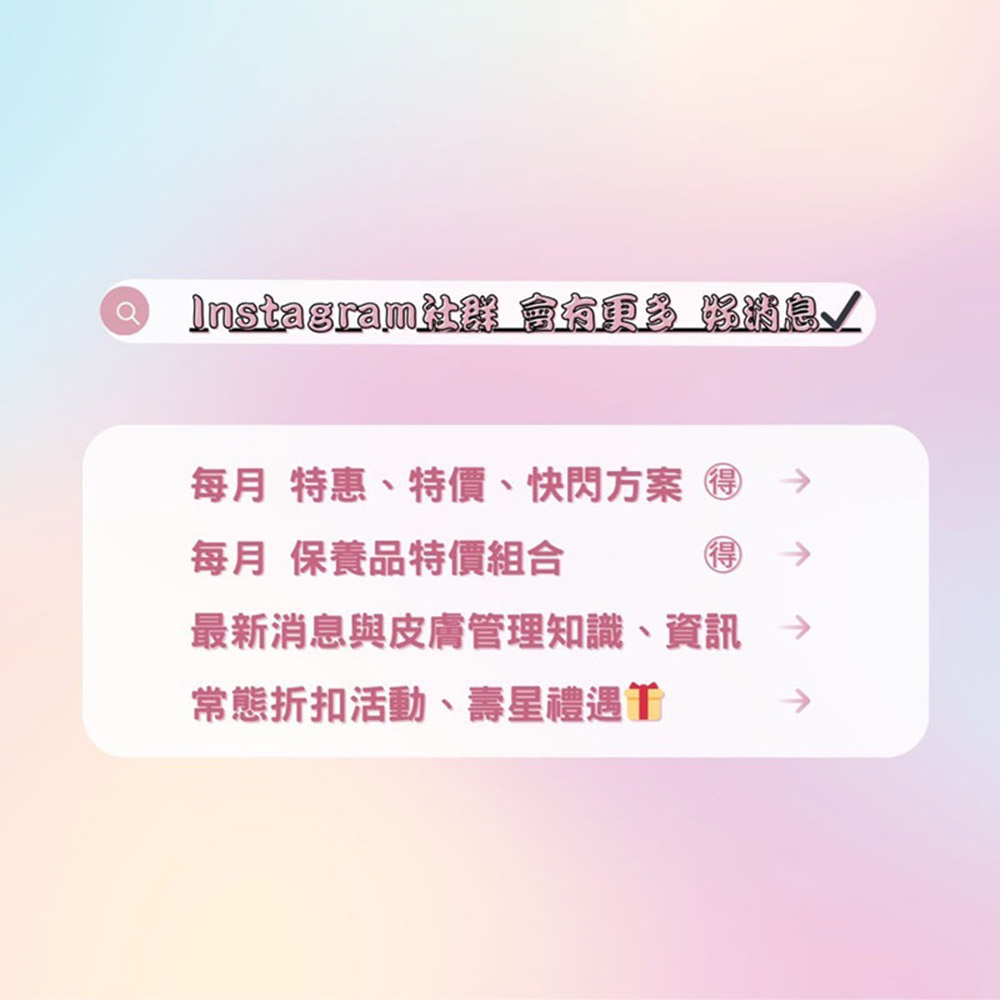 Instagram社群 會有更多 好消息✓
每月 特惠、特價、快閃方案 🉐 →
每月 保養品特價組合 🉐 →
最新消息與皮膚管理知識、資訊 →
常態折扣活動、壽星禮遇🎁 →